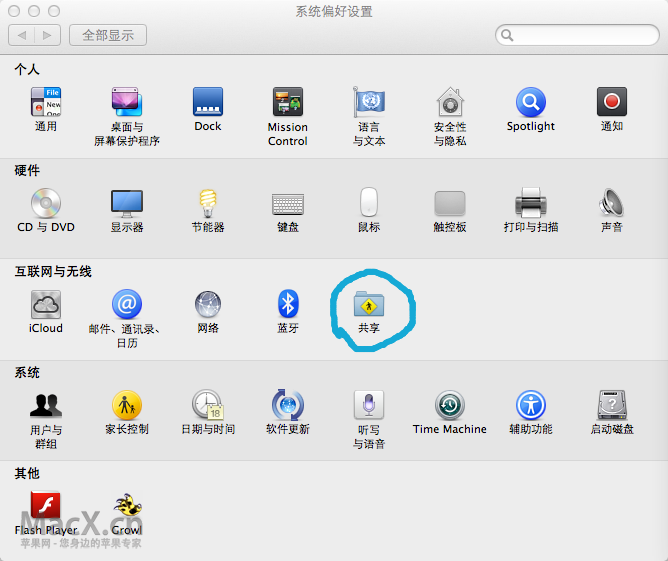 系统偏好设置
全部显示
个人
通用
桌面与
屏幕保护程序
Dock
Mission
Control
语言
与文本
安全性
与隐私
Spotlight
通知
硬件
CD 与 DVD
显示器
节能器
键盘
鼠标
触控板
打印与扫描
声音
互联网与无线
iCloud
邮件、通讯录、
日历
网络
蓝牙
共享
系统
用户与
群组
家长控制
日期与时间
软件更新
听写
与语音
Time Machine
辅助功能
启动磁盘
其他
Flash Player
Growl
MacX.cn
苹果网 - 您身边的苹果专家